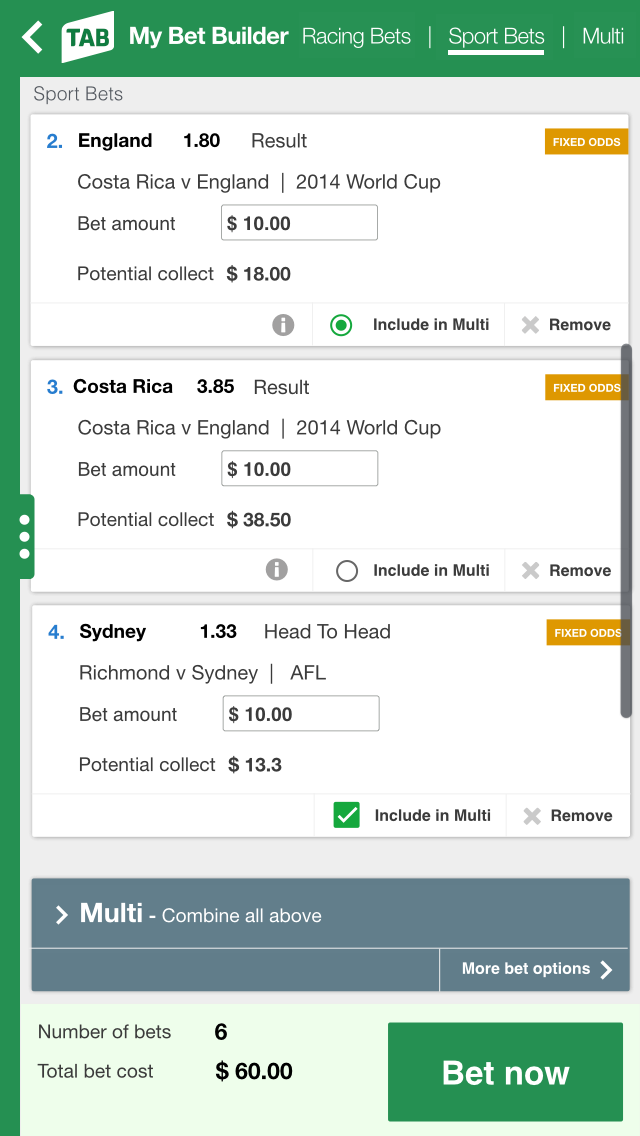 TAB My Bet Builder Racing Bets | Sport Bets | Multi
Sport Bets
2. England 1.80 Result FIXED ODDS
Costa Rica v England | 2014 World Cup
Bet amount $ 10.00
Potential collect $ 18.00
i Include in Multi Remove
3. Costa Rica 3.85 Result FIXED ODDS
Costa Rica v England | 2014 World Cup
Bet amount $ 10.00
Potential collect $ 38.50
i Include in Multi Remove
4. Sydney 1.33 Head To Head FIXED ODDS
Richmond v Sydney | AFL
Bet amount $ 10.00
Potential collect $ 13.3
Include in Multi Remove
Multi - Combine all above
More bet options
Number of bets 6
Total bet cost $ 60.00
Bet now